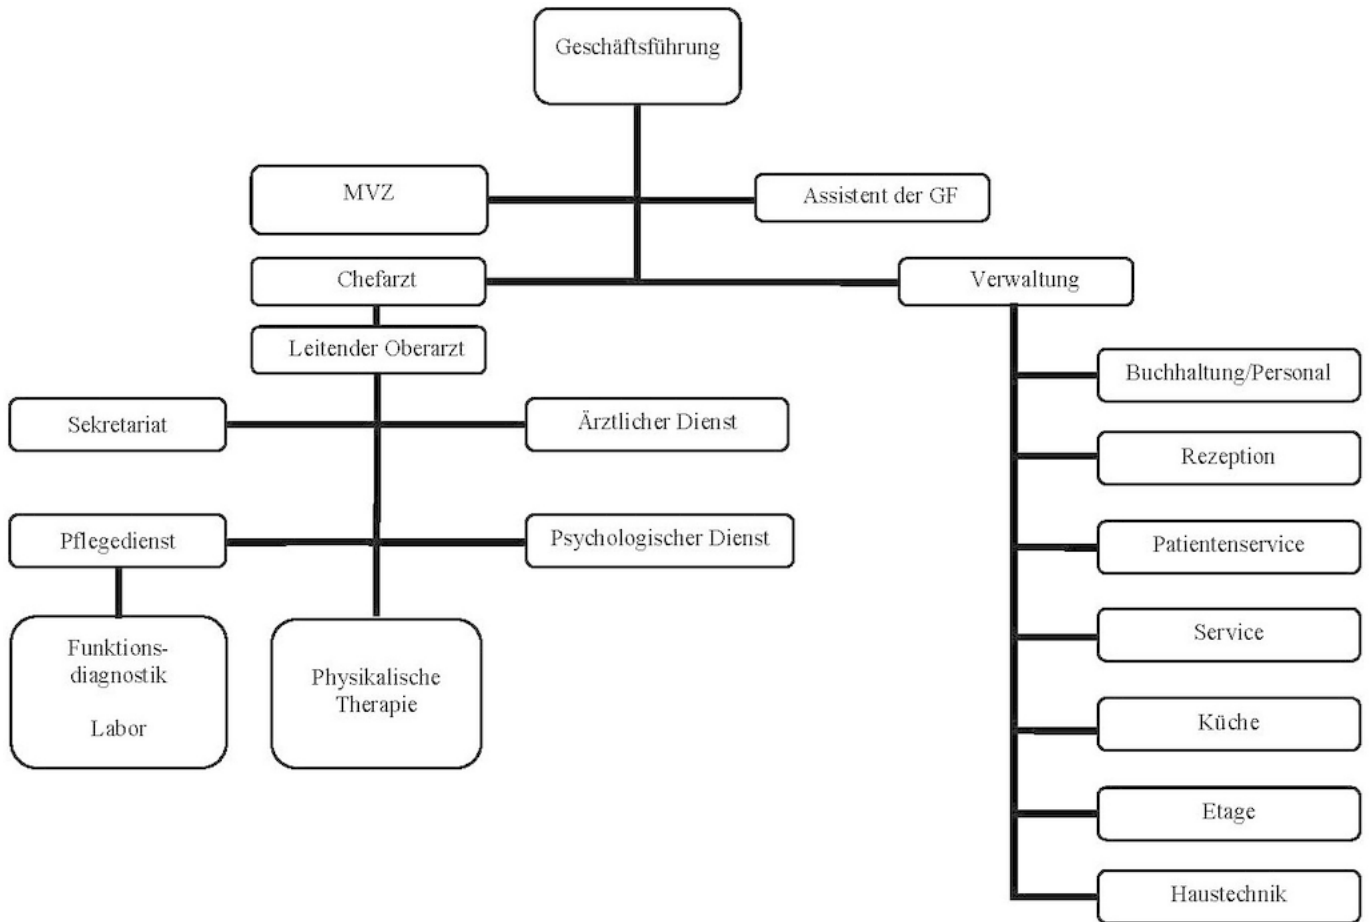 Geschäftsführung
MVZ
Assistent der GF
Chefarzt
Verwaltung
Leitender Oberarzt
Buchhaltung/Personal
Sekretariat
Ärztlicher Dienst
Rezeption
Pflegedienst
Psychologischer Dienst
Patientenservice
Funktions-
diagnostik
Labor
Physikalische
Therapie
Service
Küche
Etage
Haustechnik